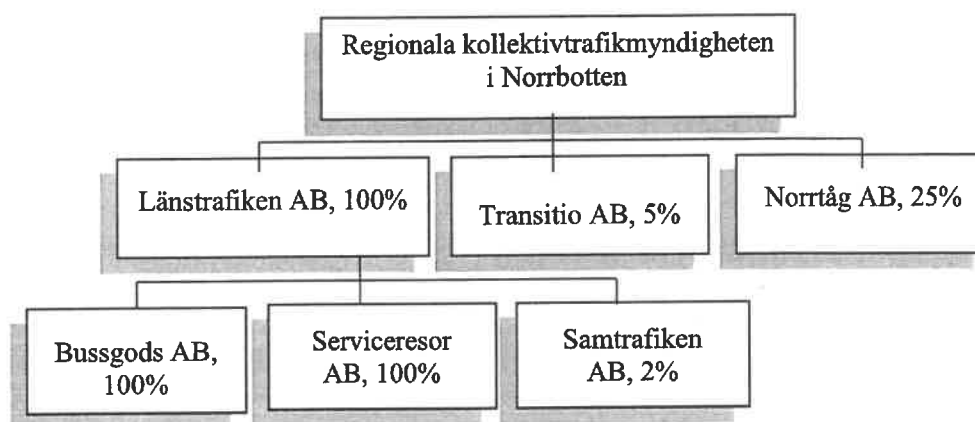 Regionala kollektivtrafikmyndigheten
i Norrbotten
Länstrafiken AB, 100%
Transitio AB, 5%
Norrtåg AB, 25%
Bussgods AB,
100%
Serviceresor
AB, 100%
Samtrafiken
AB, 2%